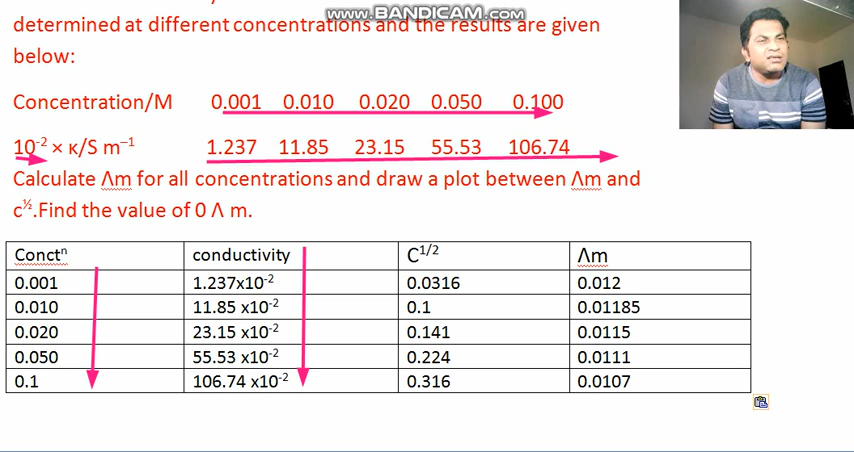 www.BANDICAM.com
determined at different concentrations and the results are given
below:
Concentration/M 0.001 0.010 0.020 0.050 0.100
10⁻² × κ/S m⁻¹ 1.237 11.85 23.15 55.53 106.74
Calculate Λm for all concentrations and draw a plot between Λm and
c^½.Find the value of 0 Λ m.
Conctⁿ conductivity C^1/2 Λm
0.001 1.237x10⁻² 0.0316 0.012
0.010 11.85 x10⁻² 0.1 0.01185
0.020 23.15 x10⁻² 0.141 0.0115
0.050 55.53 x10⁻² 0.224 0.0111
0.1 106.74 x10⁻² 0.316 0.0107